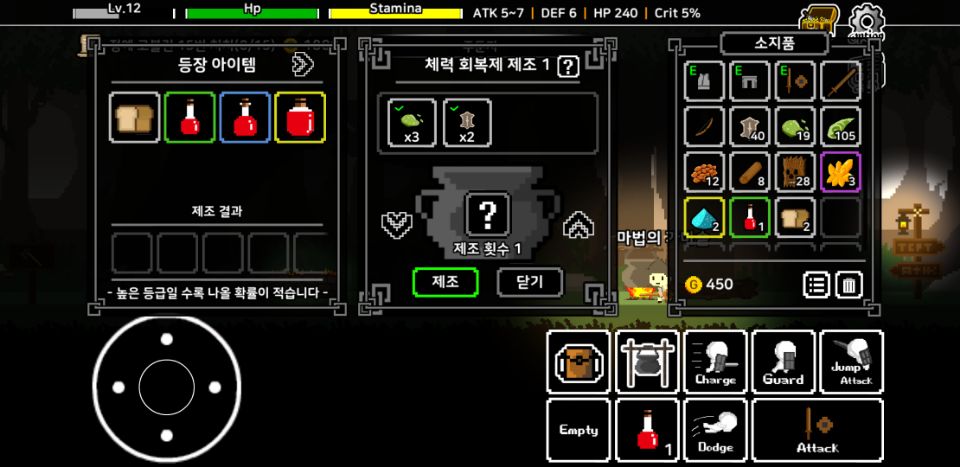 Lv.12
Hp
Stamina
ATK 5~7 | DEF 6 | HP 240 | Crit 5%
등장 아이템
체력 회복제 제조 1
?
소지품
E
E
E
x3
x2
40
19
105
12
8
28
3
2
1
2
제조 결과
?
제조 횟수 1
마법의
제조
닫기
G 450
- 높은 등급일 수록 나올 확률이 적습니다 -
Charge
Guard
Jump
Attack
Empty
1
Dodge
Attack